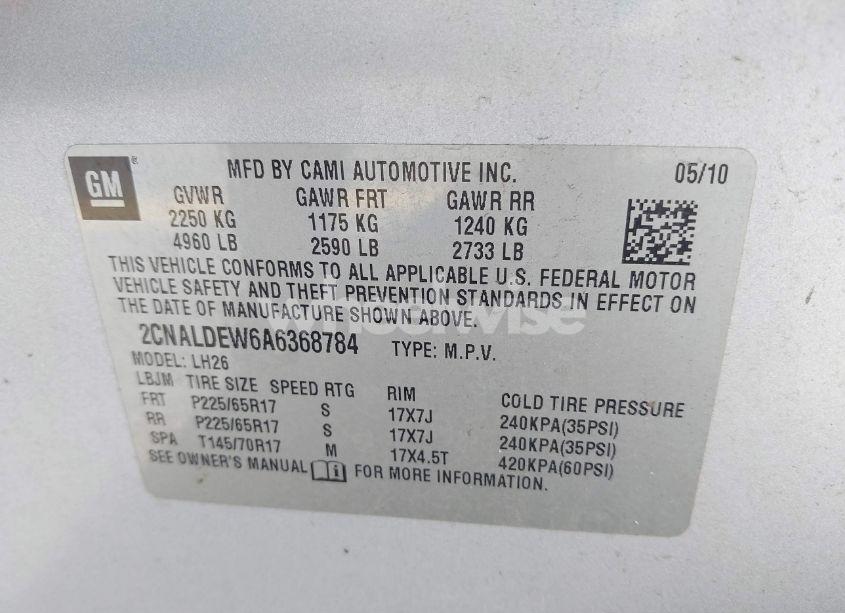 GM
MFD BY CAMI AUTOMOTIVE INC. 05/10
GVWR GAWR FRT GAWR RR
2250 KG 1175 KG 1240 KG
4960 LB 2590 LB 2733 LB
THIS VEHICLE CONFORMS TO ALL APPLICABLE U.S. FEDERAL MOTOR
VEHICLE SAFETY AND THEFT PREVENTION STANDARDS IN EFFECT ON
THE DATE OF MANUFACTURE SHOWN ABOVE.
2CNALDEW6A6368784 TYPE: M.P.V.
MODEL: LH26
LBJM TIRE SIZE SPEED RTG RIM COLD TIRE PRESSURE
FRT P225/65R17 S 17X7J 240KPA(35PSI)
RR P225/65R17 S 17X7J 240KPA(35PSI)
SPA T145/70R17 M 17X4.5T 420KPA(60PSI)
SEE OWNER'S MANUAL i FOR MORE INFORMATION.